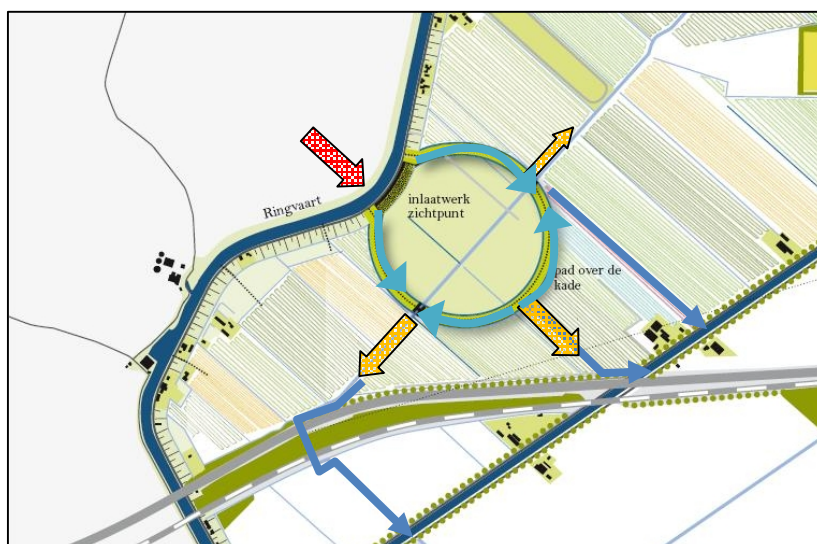 Ringvaart
inlaatwerk
zichtpunt
pad over de
kade